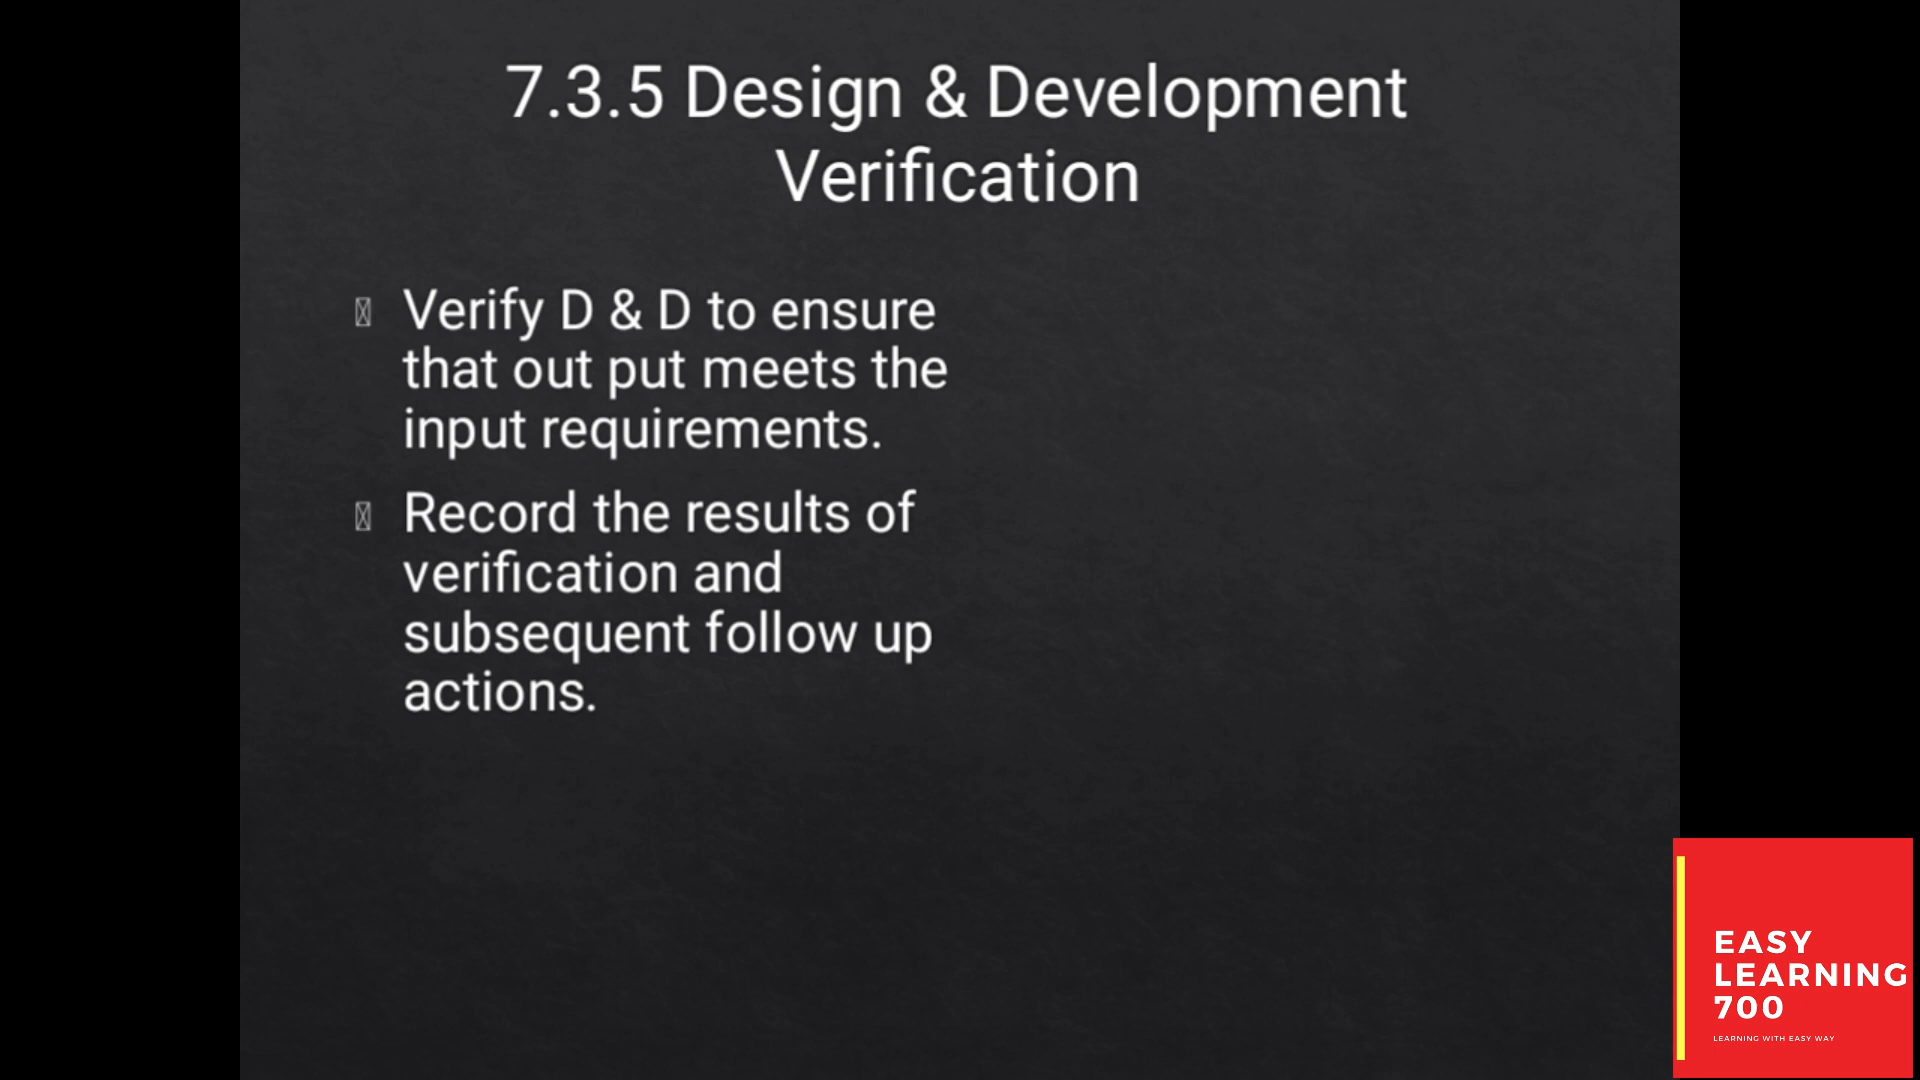 7.3.5 Design & Development
Verification
Verify D & D to ensure
that out put meets the
input requirements.
Record the results of
verification and
subsequent follow up
actions.
EASY
LEARNING
700
LEARNING WITH EASY WAY